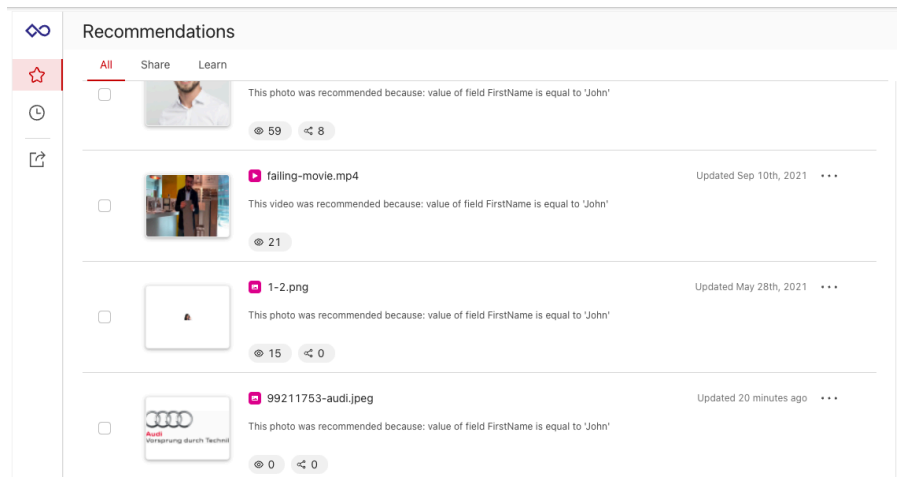 Recommendations
All Share Learn
This photo was recommended because: value of field FirstName is equal to 'John'
59 8
failing-movie.mp4 Updated Sep 10th, 2021 •••
This video was recommended because: value of field FirstName is equal to 'John'
21
1-2.png Updated May 28th, 2021 •••
This photo was recommended because: value of field FirstName is equal to 'John'
15 0
99211753-audi.jpeg Updated 20 minutes ago •••
Audi
Vorsprung durch Technik
This photo was recommended because: value of field FirstName is equal to 'John'
0 0